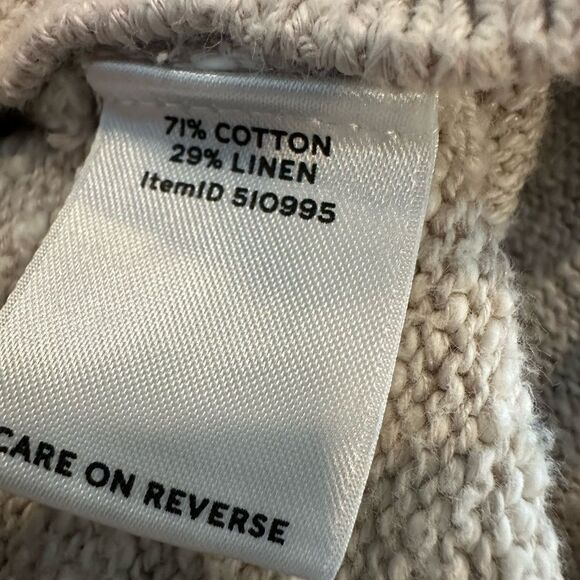 71% COTTON
29% LINEN
ItemID 510995
CARE ON REVERSE